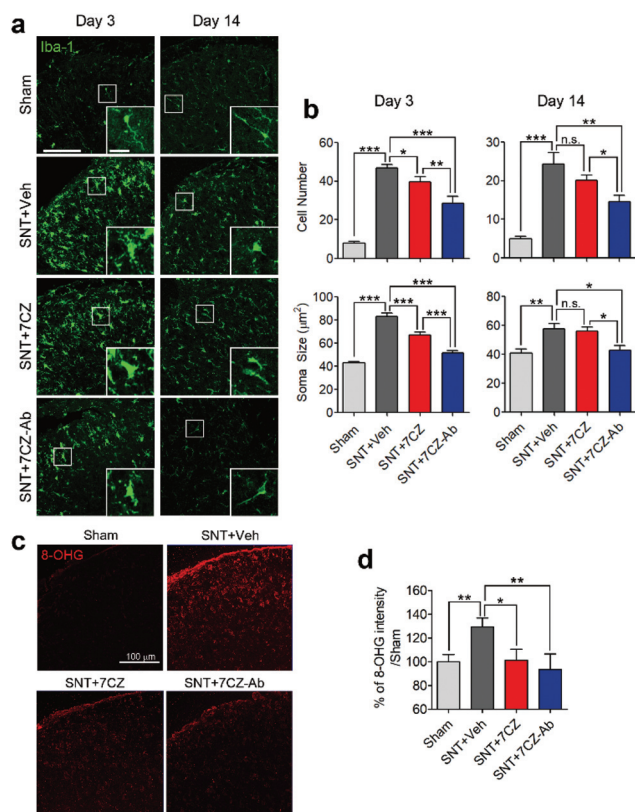 a
Day 3
Day 14
Iba-1
Sham
SNT+Veh
SNT+7CZ
SNT+7CZ-Ab
b
Day 3
Day 14
Cell Number
60
40
20
0
***
*
**
***
Cell Number
30
20
10
0
***
n.s.
*
**
Soma Size (μm²)
100
80
60
40
20
0
***
***
***
***
80
60
40
20
0
**
n.s.
*
*
Sham
SNT+Veh
SNT+7CZ
SNT+7CZ-Ab
Sham
SNT+Veh
SNT+7CZ
SNT+7CZ-Ab
c
Sham
SNT+Veh
8-OHG
100 μm
SNT+7CZ
SNT+7CZ-Ab
d
% of 8-OHG intensity
/Sham
160
140
120
100
80
60
**
*
**
Sham
SNT+Veh
SNT+7CZ
SNT+7CZ-Ab